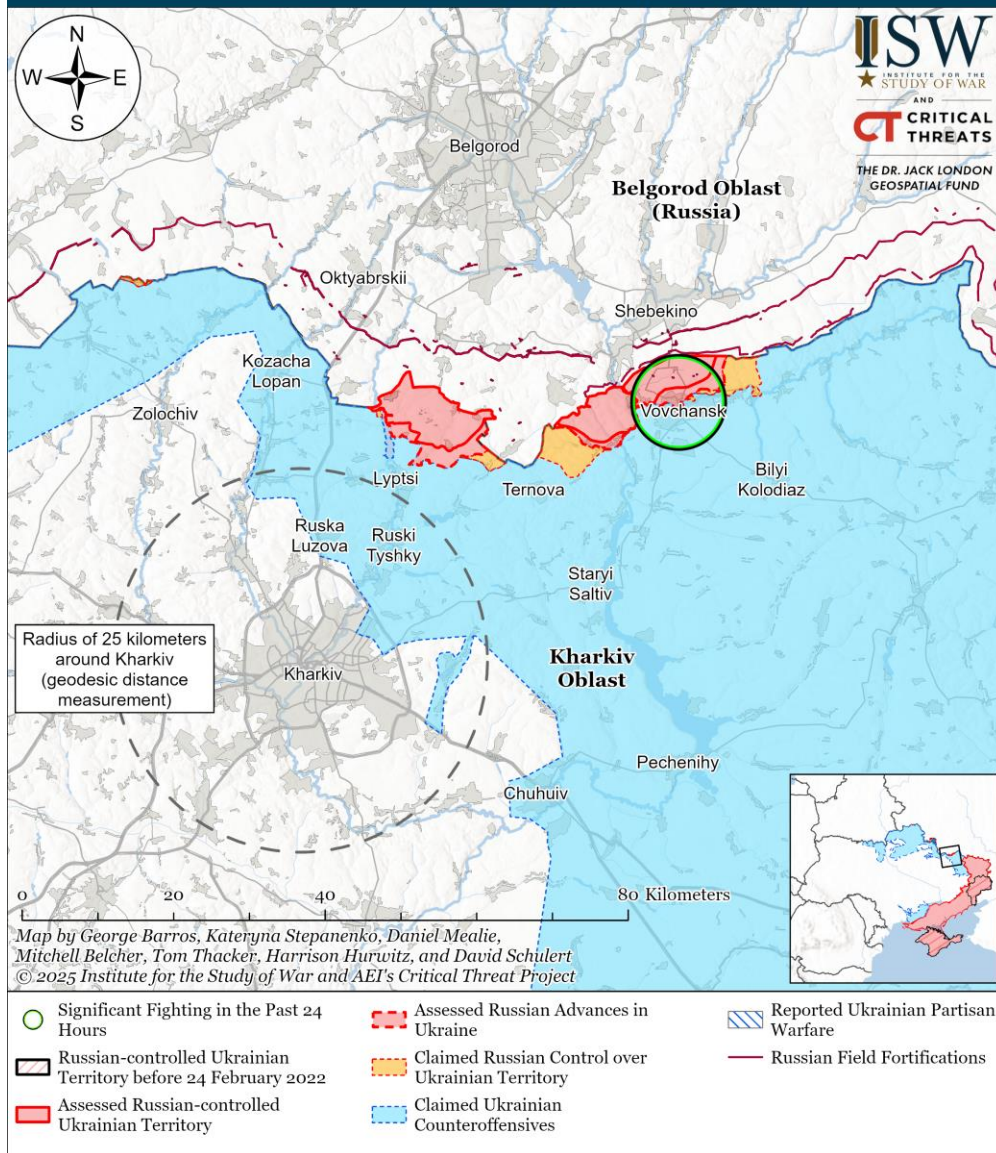 N
W E
S
ISW
INSTITUTE FOR THE
STUDY OF WAR
AND
CT CRITICAL
THREATS
THE DR. JACK LONDON
GEOSPATIAL FUND
Belgorod
Belgorod Oblast
(Russia)
Oktyabrskii
Shebekino
Kozacha
Lopan
Zolochiv
Vovchansk
Lyptsi
Ternova
Bilyi
Kolodiaz
Ruska
Luzova
Ruski
Tyshky
Staryi
Saltiv
Radius of 25 kilometers
around Kharkiv
(geodesic distance
measurement)
Kharkiv
Kharkiv
Oblast
Pechenihy
Chuhuiv
0 20 40 80 Kilometers
Map by George Barros, Kateryna Stepanenko, Daniel Mealie,
Mitchell Belcher, Tom Thacker, Harrison Hurwitz, and David Schulert
© 2025 Institute for the Study of War and AEI's Critical Threat Project
Significant Fighting in the Past 24
Hours
Russian-controlled Ukrainian
Territory before 24 February 2022
Assessed Russian-controlled
Ukrainian Territory
Assessed Russian Advances in
Ukraine
Claimed Russian Control over
Ukrainian Territory
Claimed Ukrainian
Counteroffensives
Reported Ukrainian Partisan
Warfare
Russian Field Fortifications